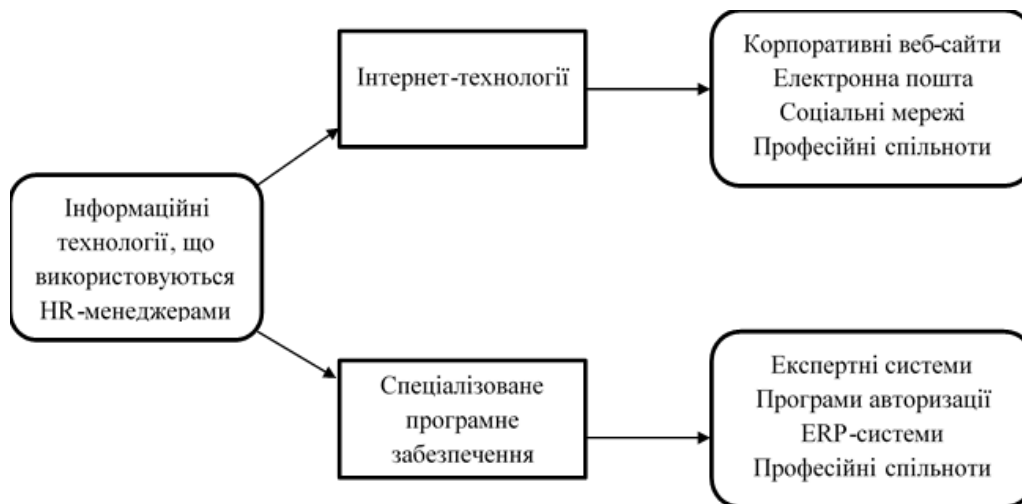 Інтернет-технології
Корпоративні веб-сайти
Електронна пошта
Соціальні мережі
Професійні спільноти
Інформаційні
технології, що
використовуються
HR-менеджерами
Спеціалізоване
програмне
забезпечення
Експертні системи
Програми авторизації
ERP-системи
Професійні спільноти